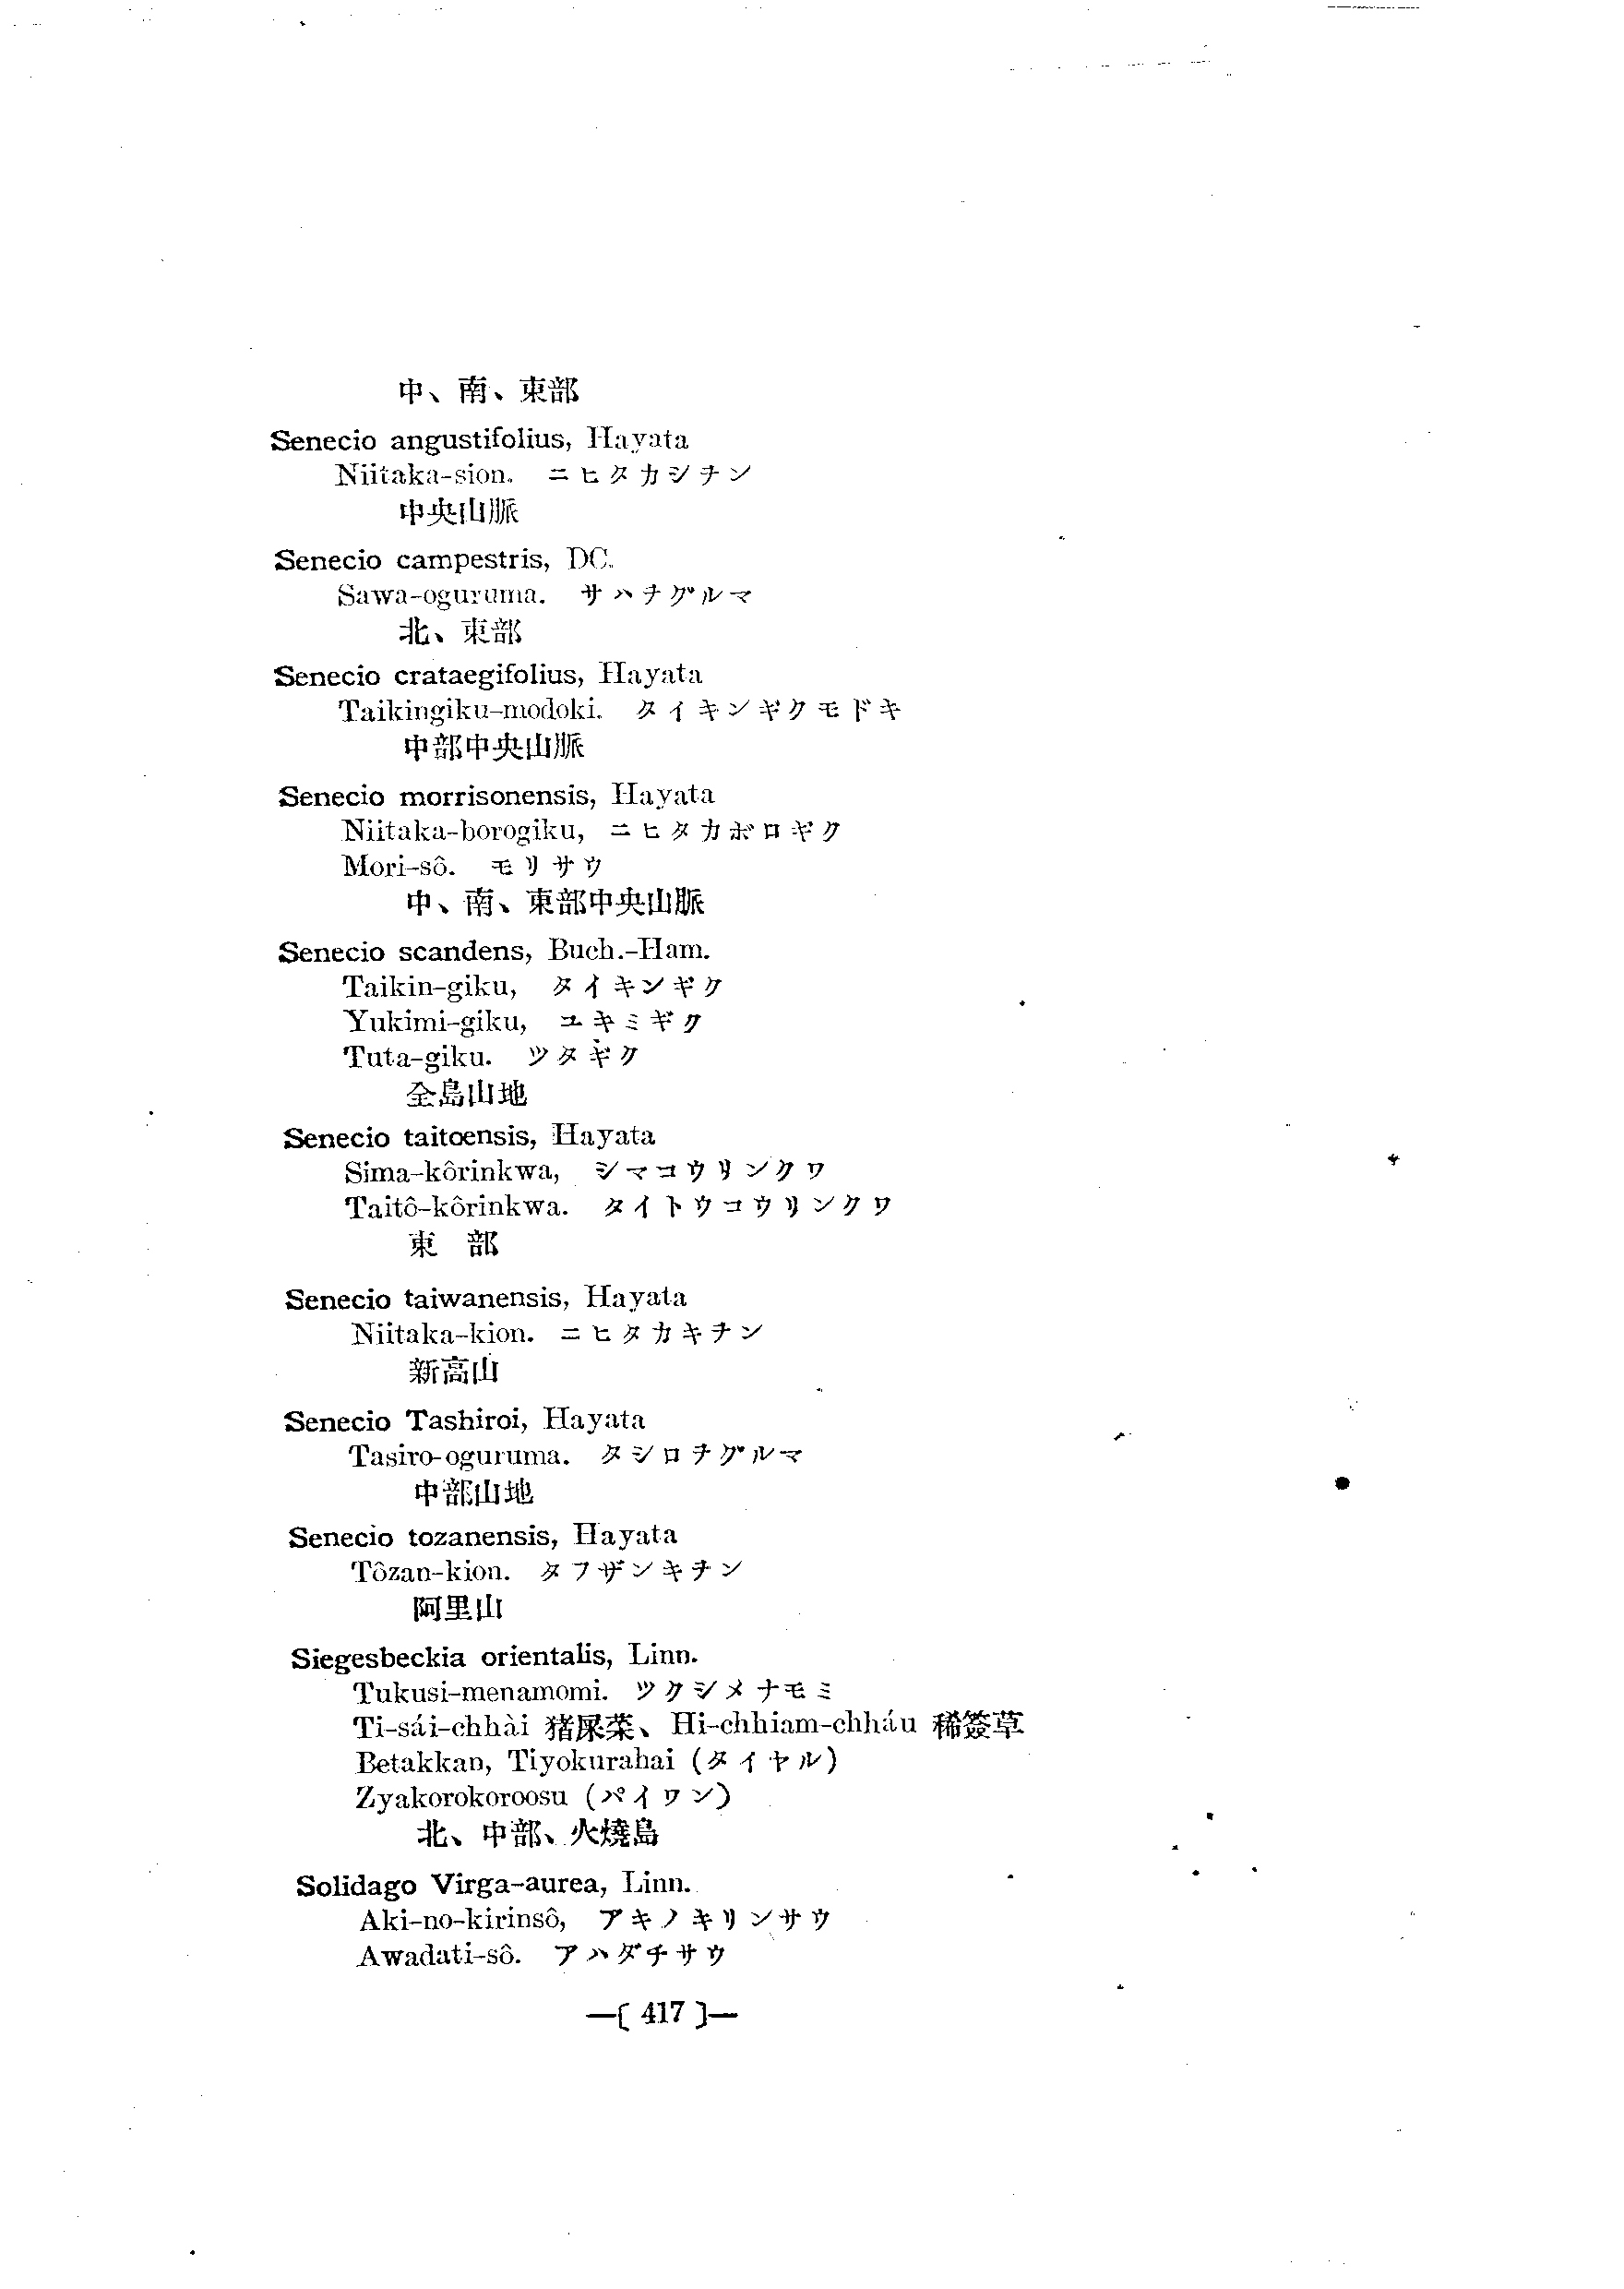 中、南、東部
Senecio angustifolius, Hayata
Niitaka-sion. ニヒタカシヲン
中央山脈
Senecio campestris, DC.
Sawa-oguruma. サハヲグルマ
北、東部
Senecio crataegifolius, Hayata
Taikingiku-modoki. タイキンギクモドキ
中部中央山脈
Senecio morrisonensis, Hayata
Niitaka-borogiku, ニヒタカボロギク
Mori-sô. モリサウ
中、南、東部中央山脈
Senecio scandens, Buch.-Ham.
Taikin-giku, タイキンギク
Yukimi-giku, ユキミギク
Tuta-giku. ツタギク
全島山地
Senecio taitoensis, Hayata
Sima-kôrinkwa, シマコウリンクワ
Taitô-kôrinkwa. タイトウコウリンクワ
東 部
Senecio taiwanensis, Hayata
Niitaka-kion. ニヒタカキヲン
新高山
Senecio Tashiroi, Hayata
Tasiro-oguruma. タシロヲグルマ
中部山地
Senecio tozanensis, Hayata
Tôzan-kion. タフザンキヲン
阿里山
Siegesbeckia orientalis, Linn.
Tukusi-menamomi. ツクシメナモミ
Ti-sái-chhài 猪屎菜、Hi-chhiam-chháu 稀簽草
Betakkan, Tiyokurahai (タイヤル)
Zyakorokoroosu (パイワン)
北、中部、火燒島
Solidago Virga-aurea, Linn.
Aki-no-kirinsô, アキノキリンサウ
Awadati-sô. アハダチサウ
—[ 417 ]—